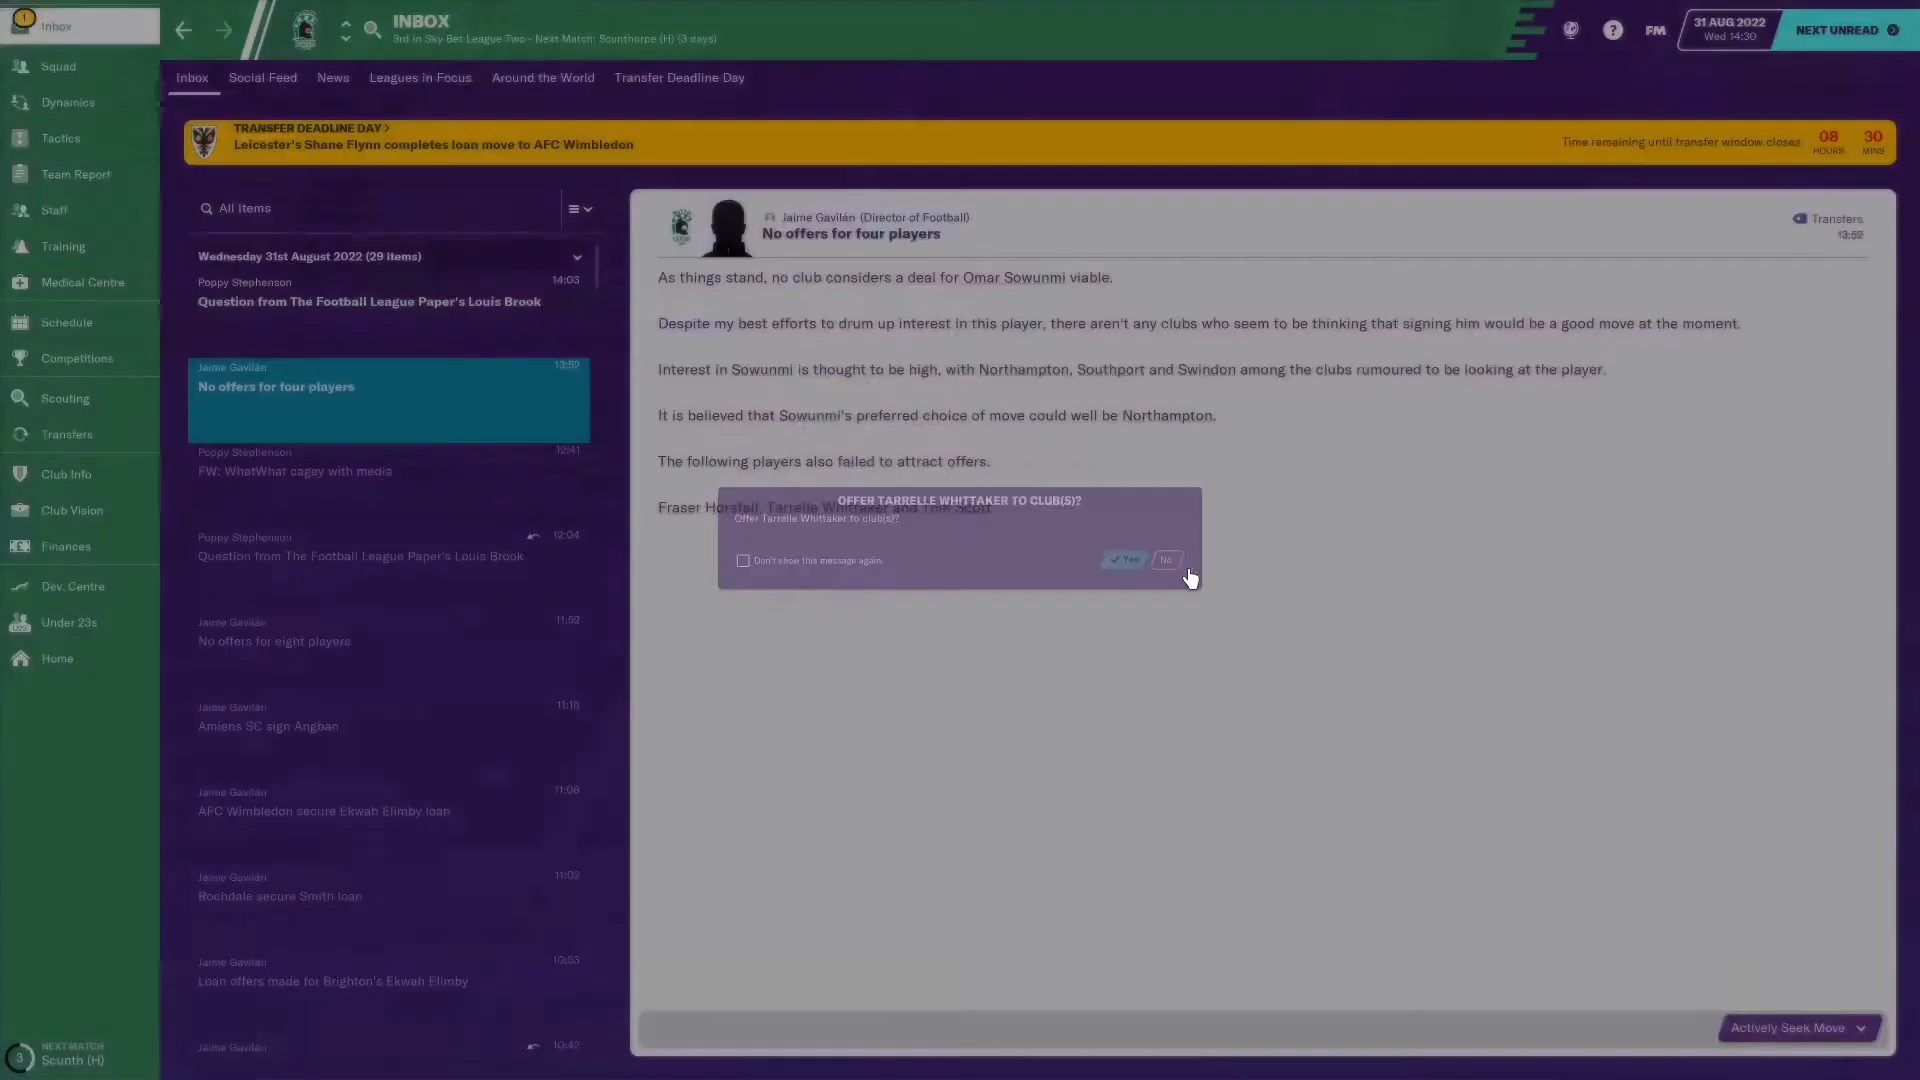 1
Inbox
Squad
Dynamics
Tactics
Team Report
Staff
Training
Medical Centre
Schedule
Competitions
Scouting
Transfers
Club Info
Club Vision
Finances
Dev. Centre
U23
Under 23s
Home
3
NEXT MATCH
Scunth (H)
INBOX
3rd in Sky Bet League Two - Next Match: Scunthorpe (H) (3 days)
?
FM
31 AUG 2022
Wed 14:30
NEXT UNREAD
Inbox Social Feed News Leagues in Focus Around the World Transfer Deadline Day
TRANSFER DEADLINE DAY >
Leicester's Shane Flynn completes loan move to AFC Wimbledon
Time remaining until transfer window closes
08 HOURS
30 MINS
All Items
Wednesday 31st August 2022 (29 items)
Poppy Stephenson 14:03
Question from The Football League Paper's Louis Brook
Jaime Gavilán 13:52
No offers for four players
Poppy Stephenson 12:41
FW: WhatWhat cagey with media
Poppy Stephenson 12:04
Question from The Football League Paper's Louis Brook
Jaime Gavilán 11:52
No offers for eight players
Jaime Gavilán 11:15
Amiens SC sign Angban
Jaime Gavilán 11:08
AFC Wimbledon secure Ekwah Elimby loan
Jaime Gavilán 11:02
Rochdale secure Smith loan
Jaime Gavilán 10:53
Loan offers made for Brighton's Ekwah Elimby
Jaime Gavilán 10:42
Jaime Gavilán (Director of Football)
No offers for four players
Transfers
13:52
As things stand, no club considers a deal for Omar Sowunmi viable.
Despite my best efforts to drum up interest in this player, there aren't any clubs who seem to be thinking that signing him would be a good move at the moment.
Interest in Sowunmi is thought to be high, with Northampton, Southport and Swindon among the clubs rumoured to be looking at the player.
It is believed that Sowunmi's preferred choice of move could well be Northampton.
The following players also failed to attract offers.
Fraser Horsfall, Tarrelle Whittaker and Tom Scott
OFFER TARRELLE WHITTAKER TO CLUB(S)?
Offer Tarrelle Whittaker to club(s)?
Don't show this message again.
Yes
No
Actively Seek Move